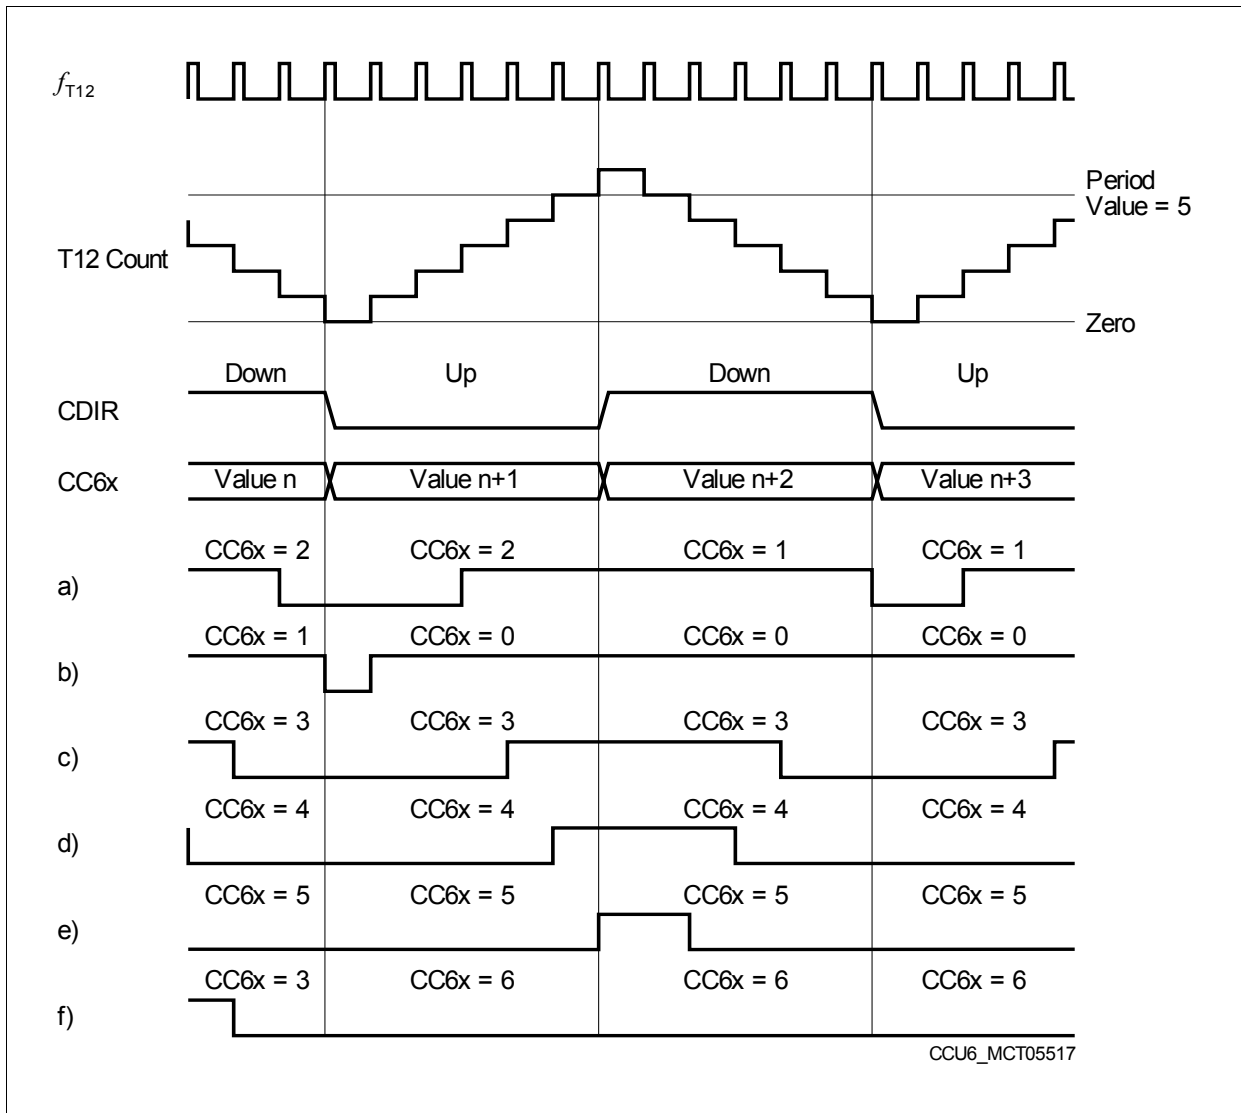 fT12
Period
Value = 5
T12 Count
Zero
Down Up Down Up
CDIR
CC6x Value n Value n+1 Value n+2 Value n+3
CC6x = 2 CC6x = 2 CC6x = 1 CC6x = 1
a)
CC6x = 1 CC6x = 0 CC6x = 0 CC6x = 0
b)
CC6x = 3 CC6x = 3 CC6x = 3 CC6x = 3
c)
CC6x = 4 CC6x = 4 CC6x = 4 CC6x = 4
d)
CC6x = 5 CC6x = 5 CC6x = 5 CC6x = 5
e)
CC6x = 3 CC6x = 6 CC6x = 6 CC6x = 6
f)
CCU6_MCT05517